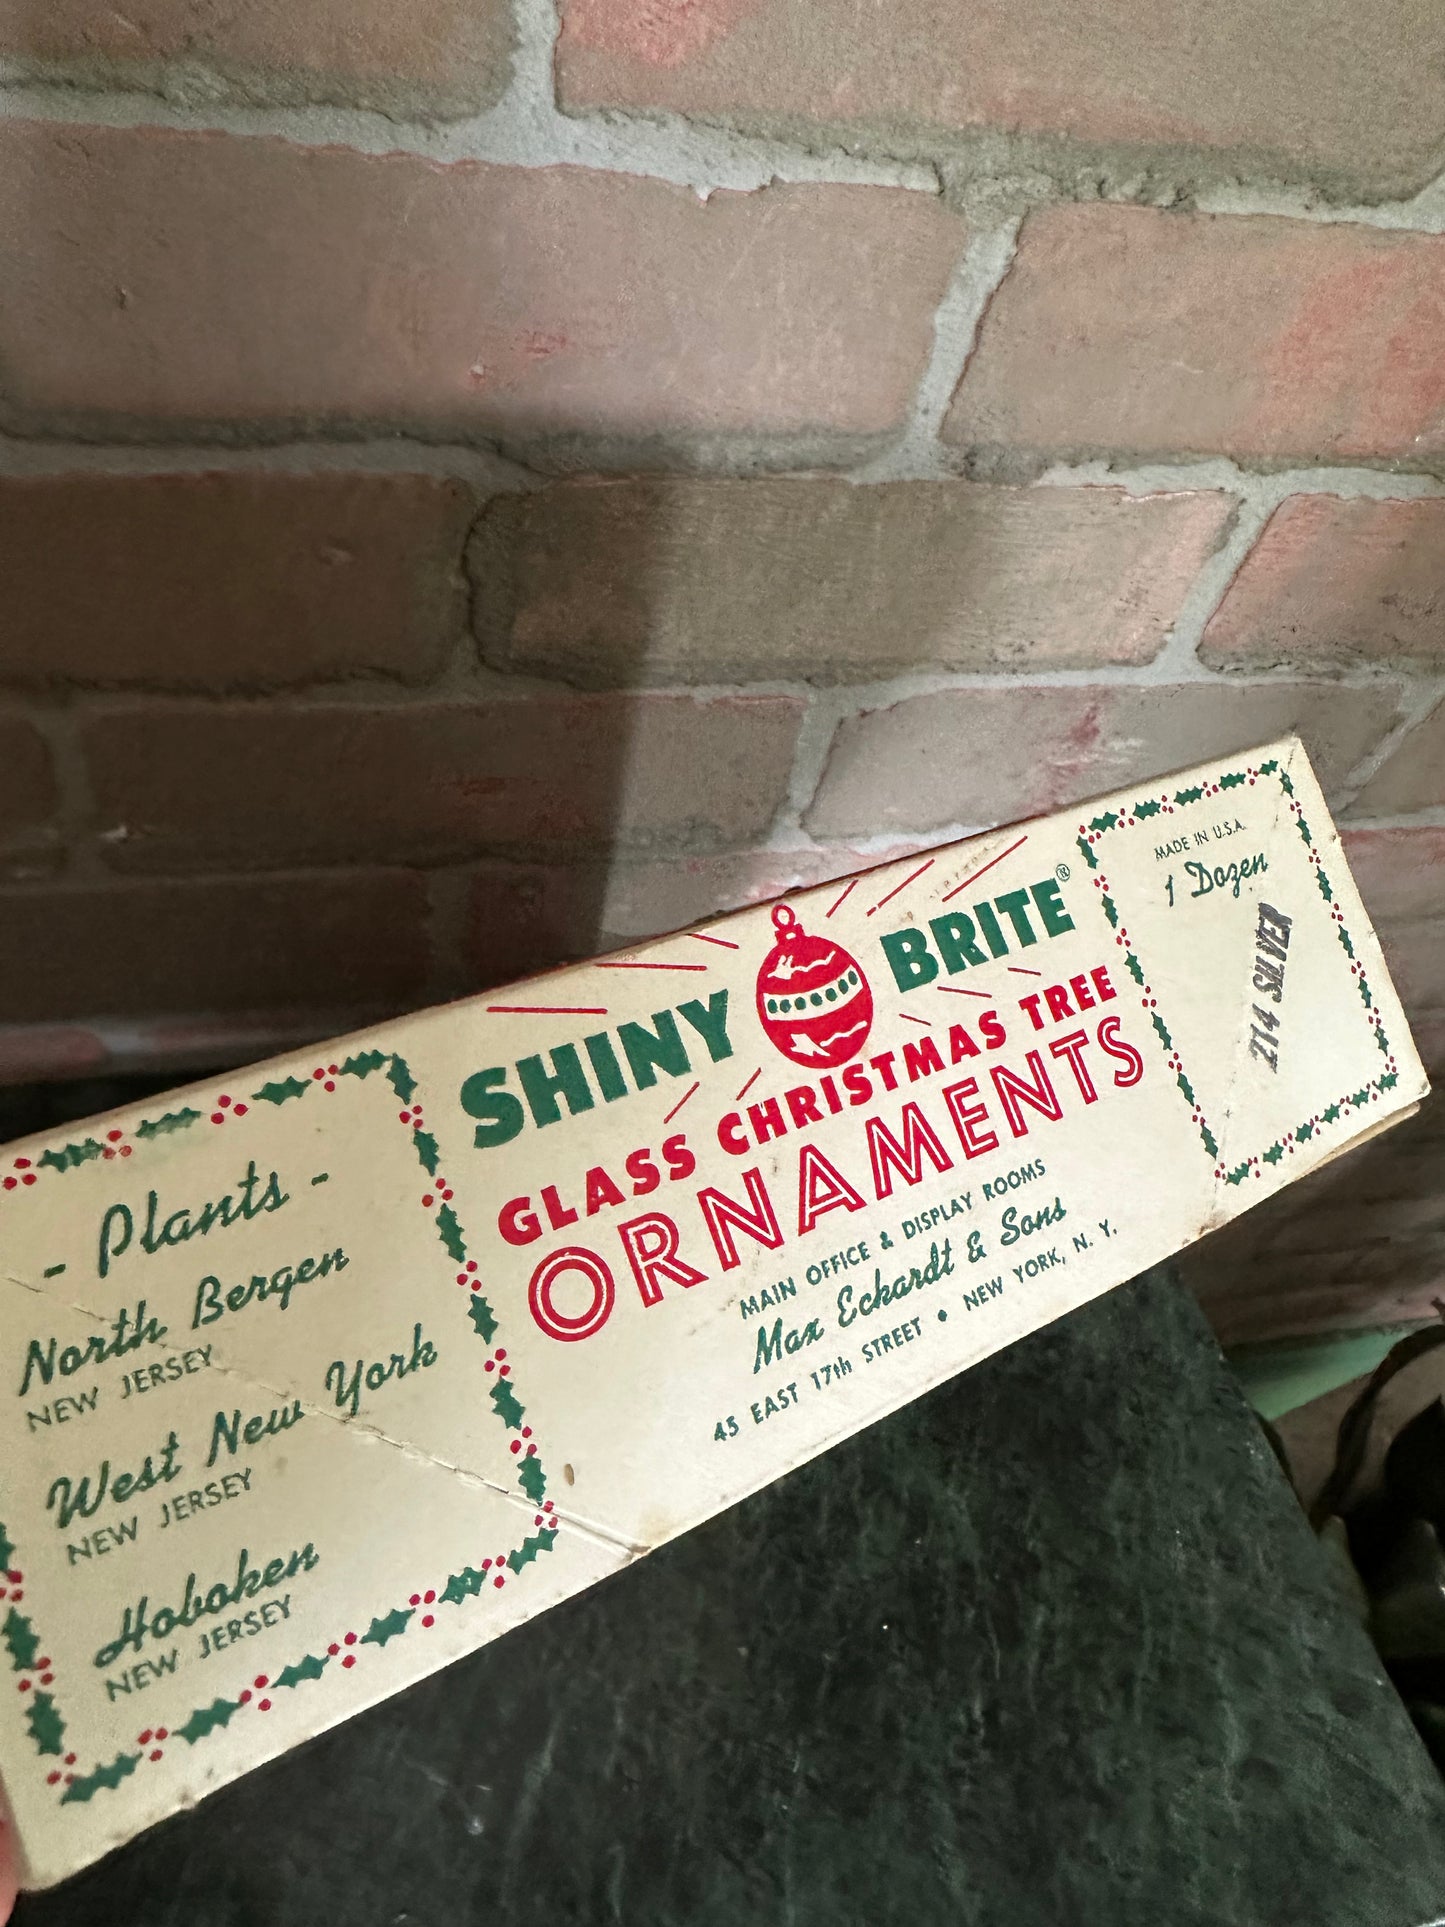 - Plants -
North Bergen
NEW JERSEY
West New York
NEW JERSEY
Hoboken
NEW JERSEY
SHINY BRITE®
GLASS CHRISTMAS TREE
ORNAMENTS
MAIN OFFICE & DISPLAY ROOMS
Max Eckardt & Sons
45 EAST 17th STREET • NEW YORK, N. Y.
MADE IN U.S.A.
1 Dozen
214 SILVER